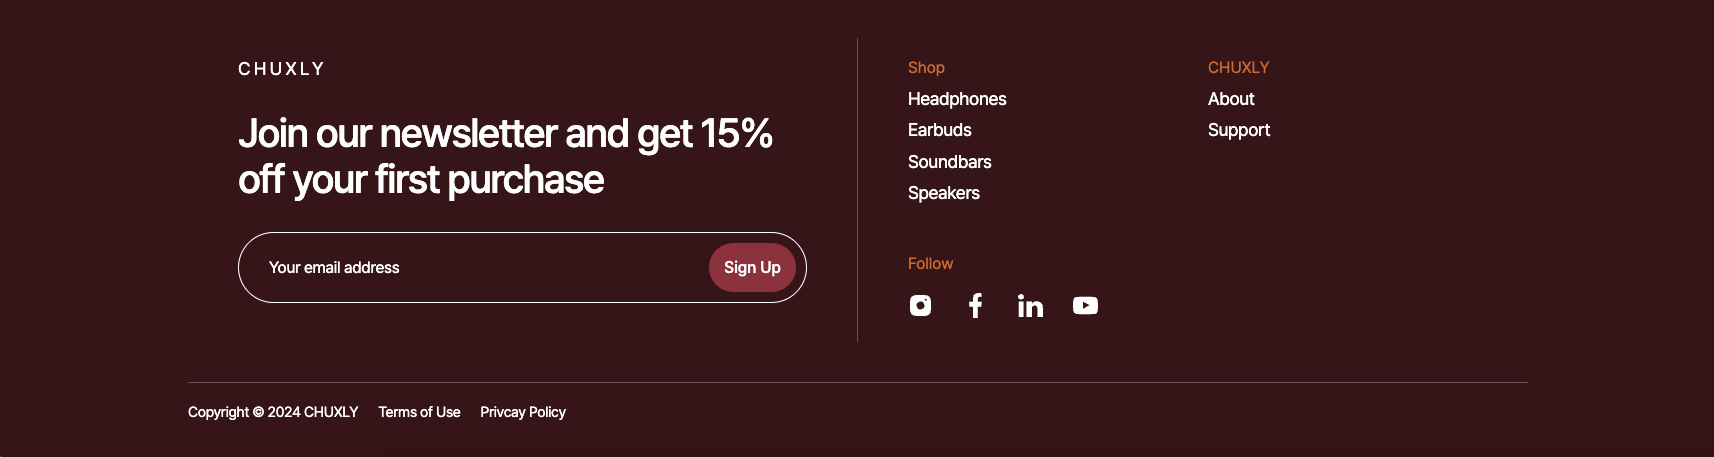 CHUXLY
Join our newsletter and get 15%
off your first purchase
Your email address
Sign Up
Shop
Headphones
Earbuds
Soundbars
Speakers
CHUXLY
About
Support
Follow
Copyright © 2024 CHUXLY
Terms of Use
Privcay Policy